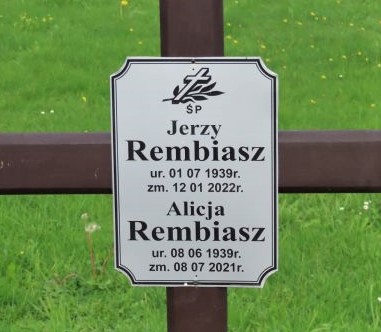 ŚP
Jerzy
Rembiasz
ur. 01 07 1939r.
zm. 12 01 2022r.
Alicja
Rembiasz
ur. 08 06 1939r.
zm. 08 07 2021r.